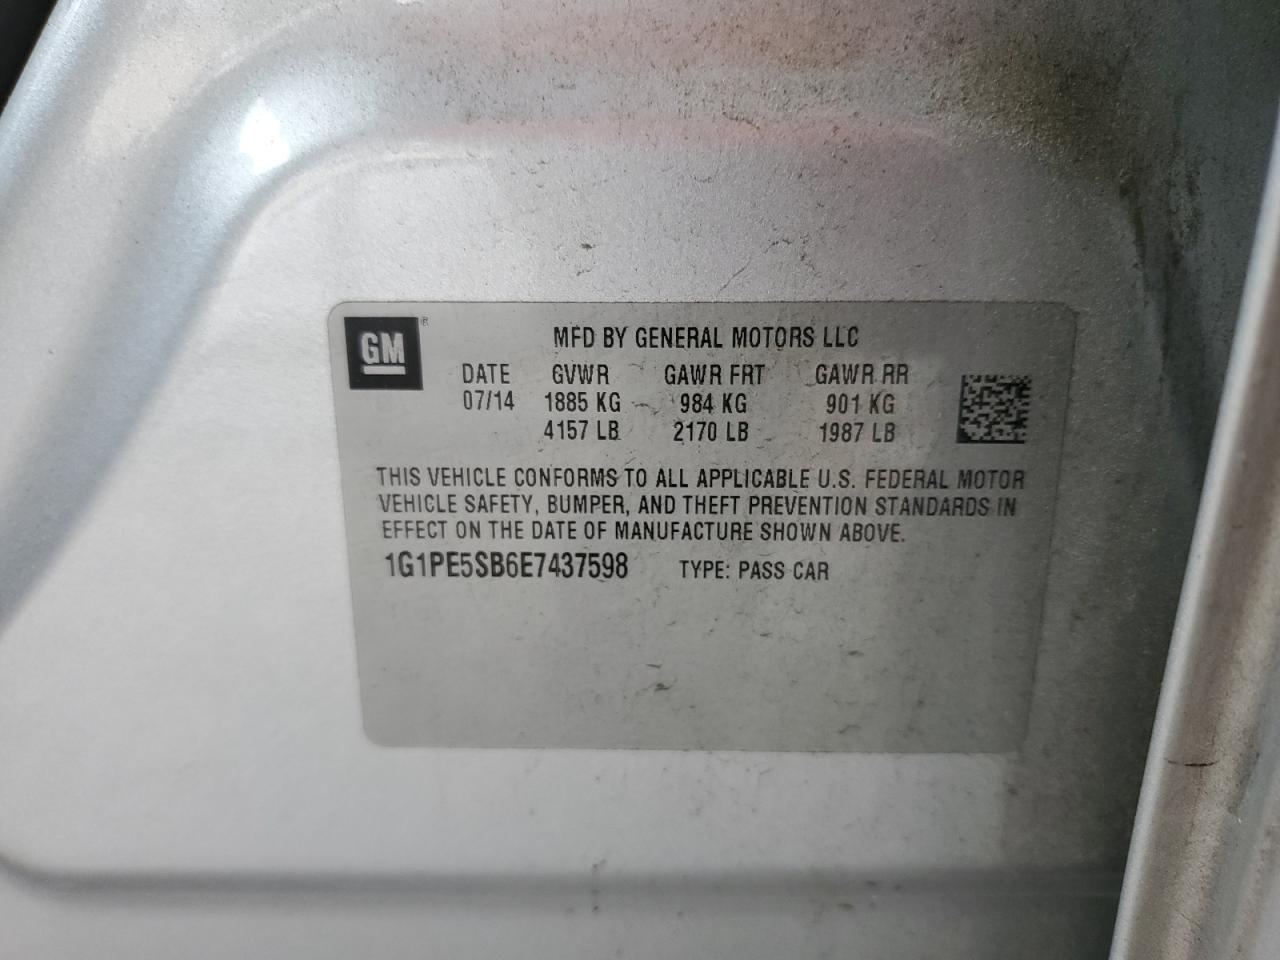 GM®
MFD BY GENERAL MOTORS LLC
DATE GVWR GAWR FRT GAWR RR
07/14 1885 KG 984 KG 901 KG
4157 LB 2170 LB 1987 LB
THIS VEHICLE CONFORMS TO ALL APPLICABLE U.S. FEDERAL MOTOR
VEHICLE SAFETY, BUMPER, AND THEFT PREVENTION STANDARDS IN
EFFECT ON THE DATE OF MANUFACTURE SHOWN ABOVE.
1G1PE5SB6E7437598 TYPE: PASS CAR